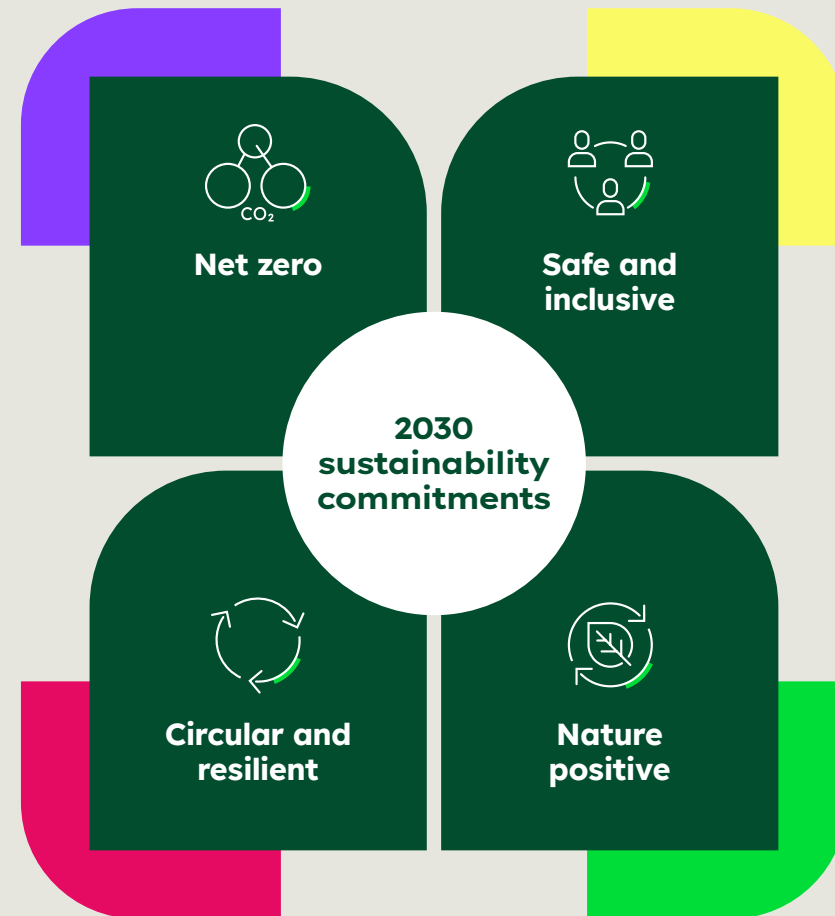 CO₂
Net zero
Safe and
inclusive
2030
sustainability
commitments
Circular and
resilient
Nature
positive